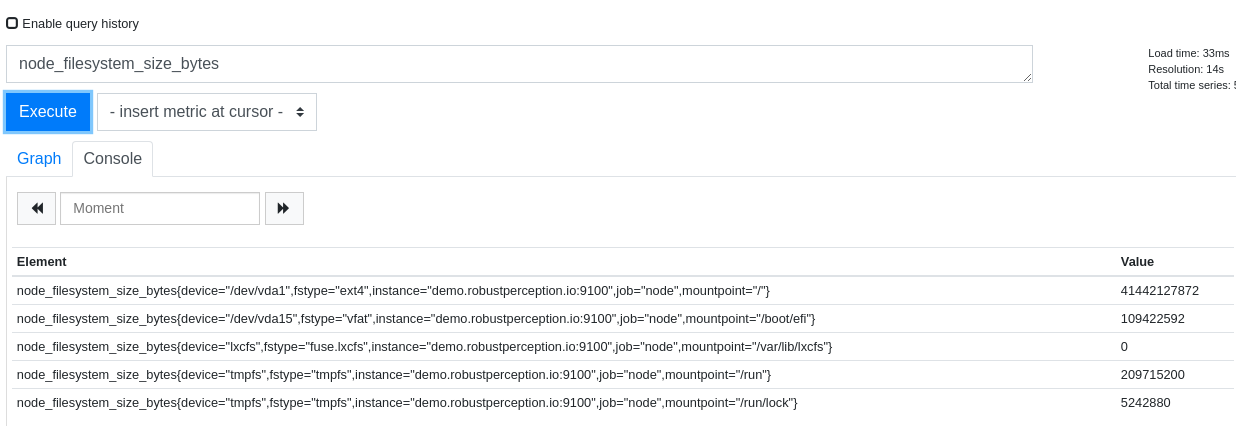 Enable query history
node_filesystem_size_bytes
Load time: 33ms
Resolution: 14s
Total time series: 5
Execute
- insert metric at cursor -
Graph
Console
Moment
Element Value
node_filesystem_size_bytes{device="/dev/vda1",fstype="ext4",instance="demo.robustperception.io:9100",job="node",mountpoint="/"} 41442127872
node_filesystem_size_bytes{device="/dev/vda15",fstype="vfat",instance="demo.robustperception.io:9100",job="node",mountpoint="/boot/efi"} 109422592
node_filesystem_size_bytes{device="lxcfs",fstype="fuse.lxcfs",instance="demo.robustperception.io:9100",job="node",mountpoint="/var/lib/lxcfs"} 0
node_filesystem_size_bytes{device="tmpfs",fstype="tmpfs",instance="demo.robustperception.io:9100",job="node",mountpoint="/run"} 209715200
node_filesystem_size_bytes{device="tmpfs",fstype="tmpfs",instance="demo.robustperception.io:9100",job="node",mountpoint="/run/lock"} 5242880